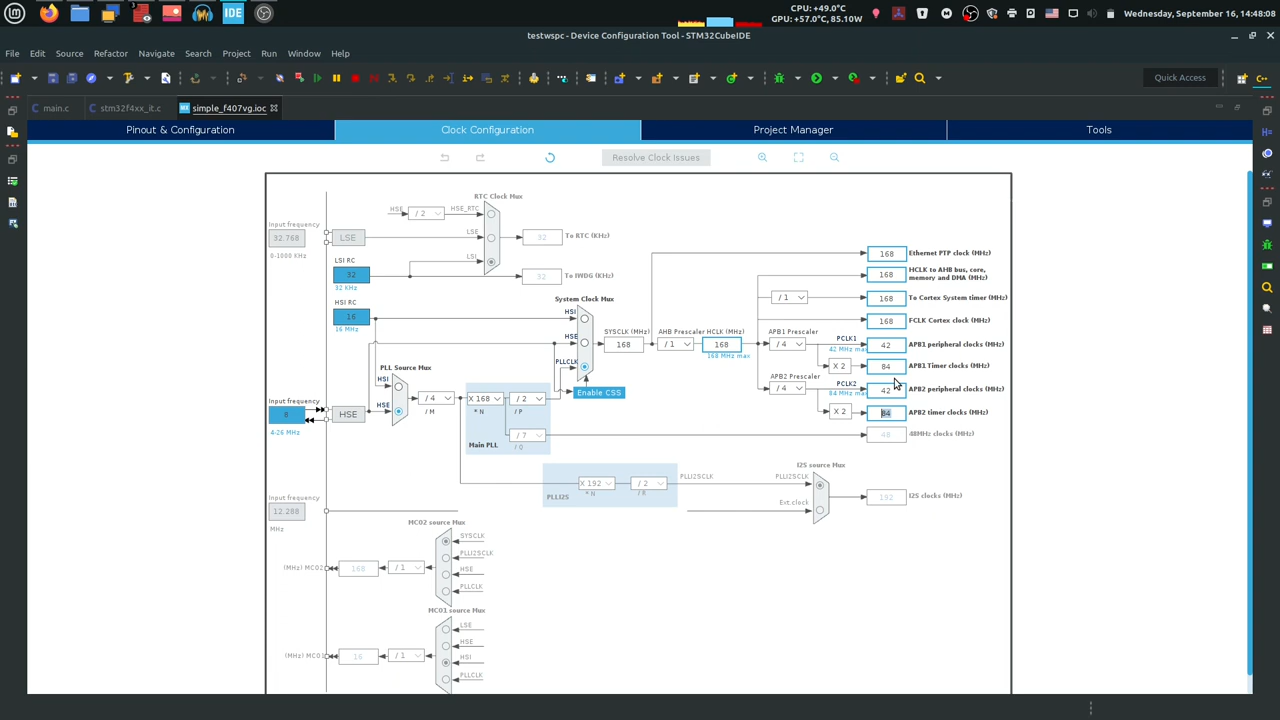 CPU: +49.0°C
GPU: +57.0°C, 85.10W
Wednesday, September 16, 14:48:08
IDE
testwspc - Device Configuration Tool - STM32CubeIDE
File Edit Source Refactor Navigate Search Project Run Window Help
Quick Access
main.c stm32f4xx_it.c simple_f407vg.ioc
Pinout & Configuration Clock Configuration Project Manager Tools
Resolve Clock Issues
RTC Clock Mux
HSE / 2 HSE_RTC
Input frequency
32.768 LSE LSE 32 To RTC (KHz)
0-1000 KHz
LSI RC LSI
32 32 To IWDG (KHz)
32 KHz
HSI RC
16
16 MHz
System Clock Mux
HSI
HSE
PLLCLK
SYSCLK (MHz) AHB Prescaler HCLK (MHz)
168 / 1 168
168 MHz max
Enable CSS
168 Ethernet PTP clock (MHz)
168 HCLK to AHB bus, core,
memory and DMA (MHz)
/ 1 168 To Cortex System timer (MHz)
168 FCLK Cortex clock (MHz)
APB1 Prescaler PCLK1
/ 4 42 APB1 peripheral clocks (MHz)
42 MHz max
X 2 84 APB1 Timer clocks (MHz)
APB2 Prescaler PCLK2
/ 4 42 APB2 peripheral clocks (MHz)
84 MHz max
X 2 84 APB2 timer clocks (MHz)
48 48MHz clocks (MHz)
PLL Source Mux
HSI
HSE
Input frequency
8 HSE
4-26 MHz
/ 4 X 168 / 2
/ M * N / P
/ 7
Main PLL / Q
X 192 / 2 PLLI2SCLK
PLLI2S * N / R
I2S source Mux
PLLI2SCLK
Ext.clock
192 I2S clocks (MHz)
Input frequency
12.288
MHz
MCO2 source Mux
SYSCLK
PLLI2SCLK
(MHz) MCO2 168 / 1 HSE
PLLCLK
MCO1 source Mux
LSE
HSE
(MHz) MCO1 16 / 1 HSI
PLLCLK